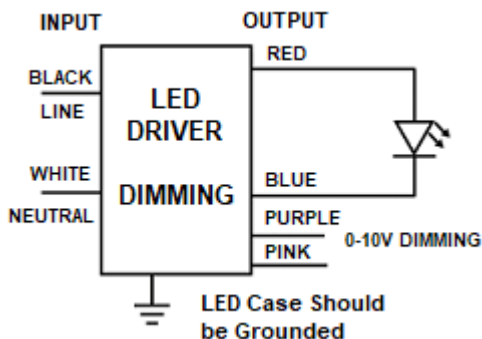 INPUT
OUTPUT
BLACK
LINE
WHITE
NEUTRAL
LED
DRIVER
DIMMING
RED
BLUE
PURPLE
PINK
0-10V DIMMING
LED Case Should
be Grounded